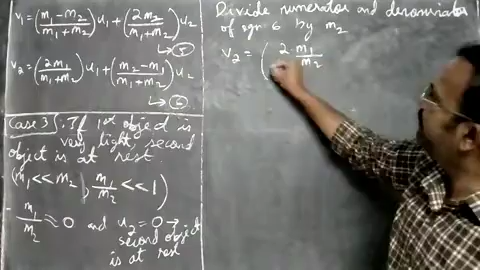 v₁ = (m₁ - m₂ / m₁ + m₂) u₁ + (2m₂ / m₁ + m₂) u₂
→ 5
v₂ = (2m₁ / m₁ + m₂) u₁ + (m₂ - m₁ / m₁ + m₂) u₂
→ 6
Case 3: If 1st object is
very light, second
object is at rest.
(m₁ << m₂, m₁/m₂ << 1)
m₁/m₂ ≈ 0 and u₂ = 0 →
second object
is at rest
Divide numerator and denominator
of eqn 6 by m₂
v₂ = ( 2 m₁/m₂